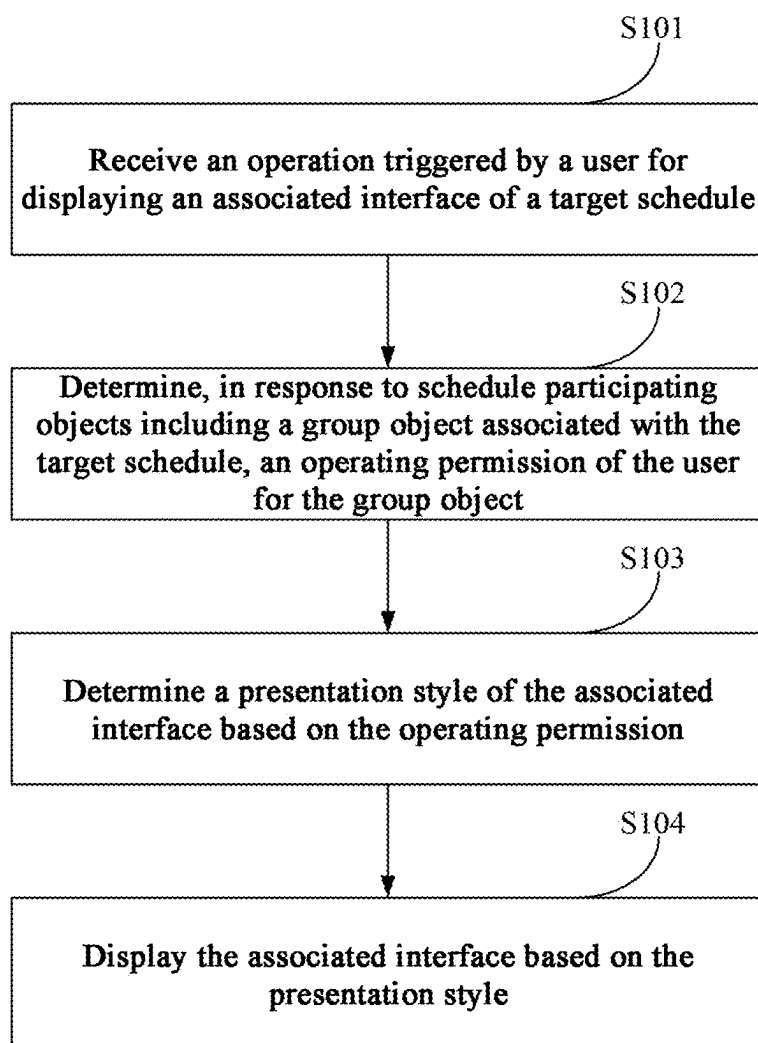 S101
Receive an operation triggered by a user for
displaying an associated interface of a target schedule
S102
Determine, in response to schedule participating
objects including a group object associated with the
target schedule, an operating permission of the user
for the group object
S103
Determine a presentation style of the associated
interface based on the operating permission
S104
Display the associated interface based on the
presentation style